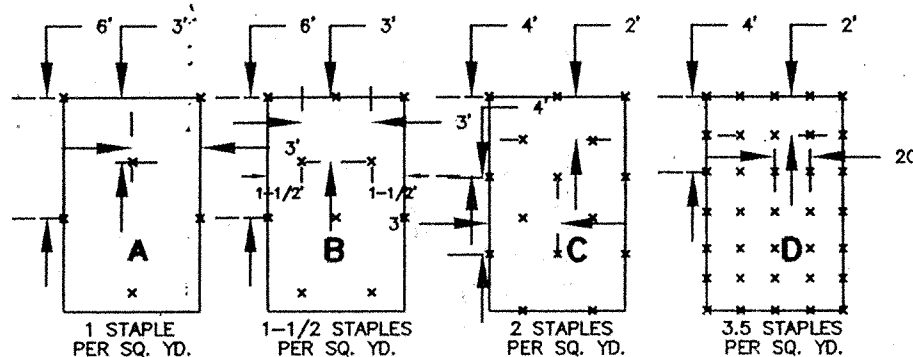 6' 3' 6' 3' 4' 2' 4' 2'
4'
3'
3' 20
1-1/2' 1-1/2'
3'
A B C D
1 STAPLE
PER SQ. YD.
1-1/2 STAPLES
PER SQ. YD.
2 STAPLES
PER SQ. YD.
3.5 STAPLES
PER SQ. YD.